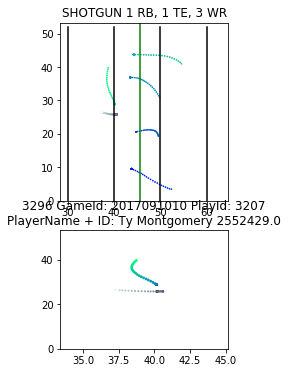 SHOTGUN 1 RB, 1 TE, 3 WR
50
40
30
20
10
0
30 40 50 60
3296 GameId: 2017091010 PlayId: 3207
PlayerName + ID: Ty Montgomery 2552429.0
40
20
0
35.0 37.5 40.0 42.5 45.0